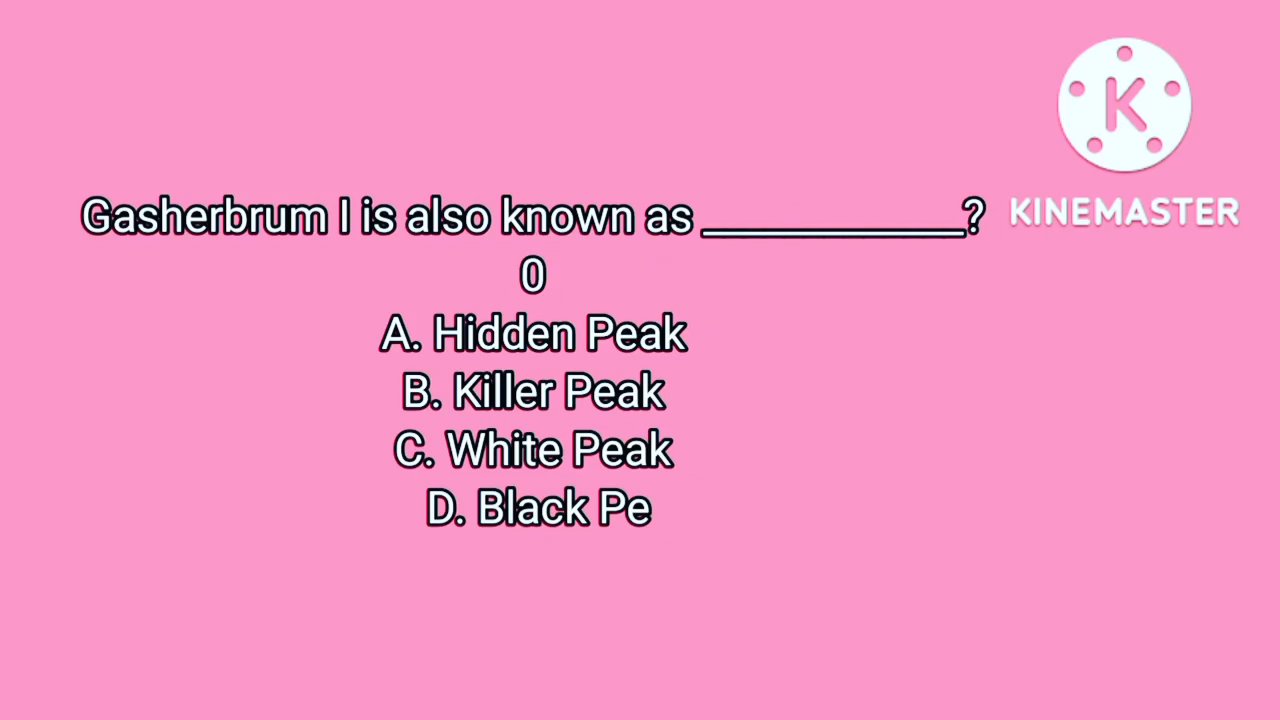 K
KINEMASTER
Gasherbrum I is also known as ____________?
0
A. Hidden Peak
B. Killer Peak
C. White Peak
D. Black Pe